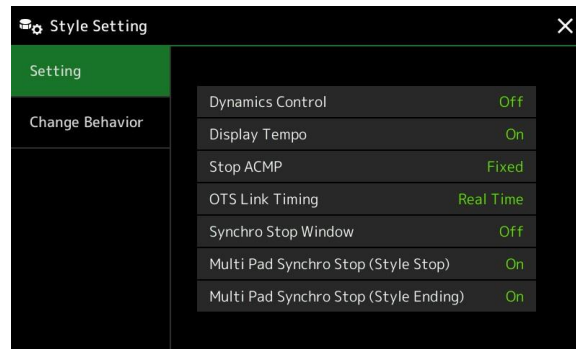 Style Setting
Setting
Change Behavior
Dynamics Control Off
Display Tempo On
Stop ACMP Fixed
OTS Link Timing Real Time
Synchro Stop Window Off
Multi Pad Synchro Stop (Style Stop) On
Multi Pad Synchro Stop (Style Ending) On